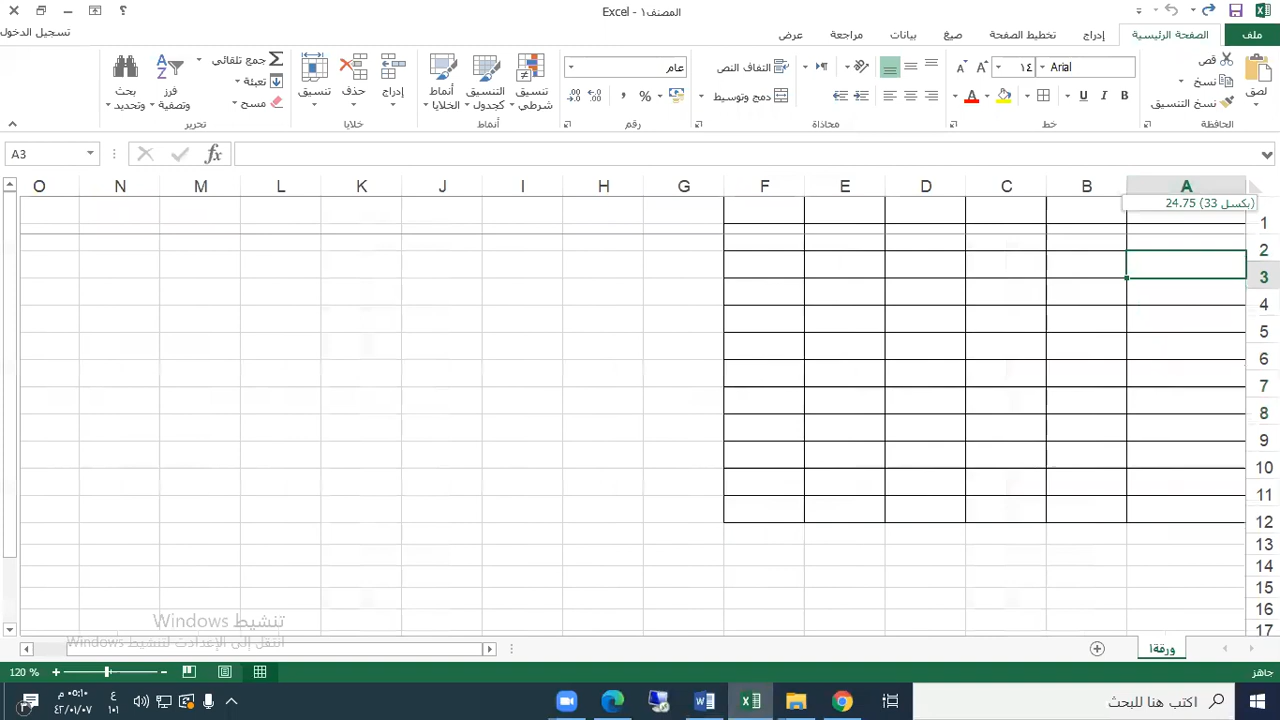 المصنف١ - Excel
ملف الصفحة الرئيسية إدراج تخطيط الصفحة صيغ بيانات مراجعة عرض
تسجيل الدخول
لصق
قص
نسخ
نسخ التنسيق
الحافظة
Arial ١٤
B I U
خط
التفاف النص
دمج وتوسيط
محاذاة
عام
%
رقم
تنسيق شرطي
التنسيق كجدول
أنماط الخلايا
أنماط
إدراج
حذف
تنسيق
خلايا
جمع تلقائي
تعبئة
مسح
فرز وتصفية
بحث وتحديد
تحرير
A3
fx
A B C D E F G H I J K L M N O
24.75 (33 بكسل)
1
2
3
4
5
6
7
8
9
10
11
12
13
14
15
16
17
تنشيط Windows
انتقل إلى الإعدادات لتنشيط Windows
ورقة١
جاهز
120 %
اكتب هنا للبحث